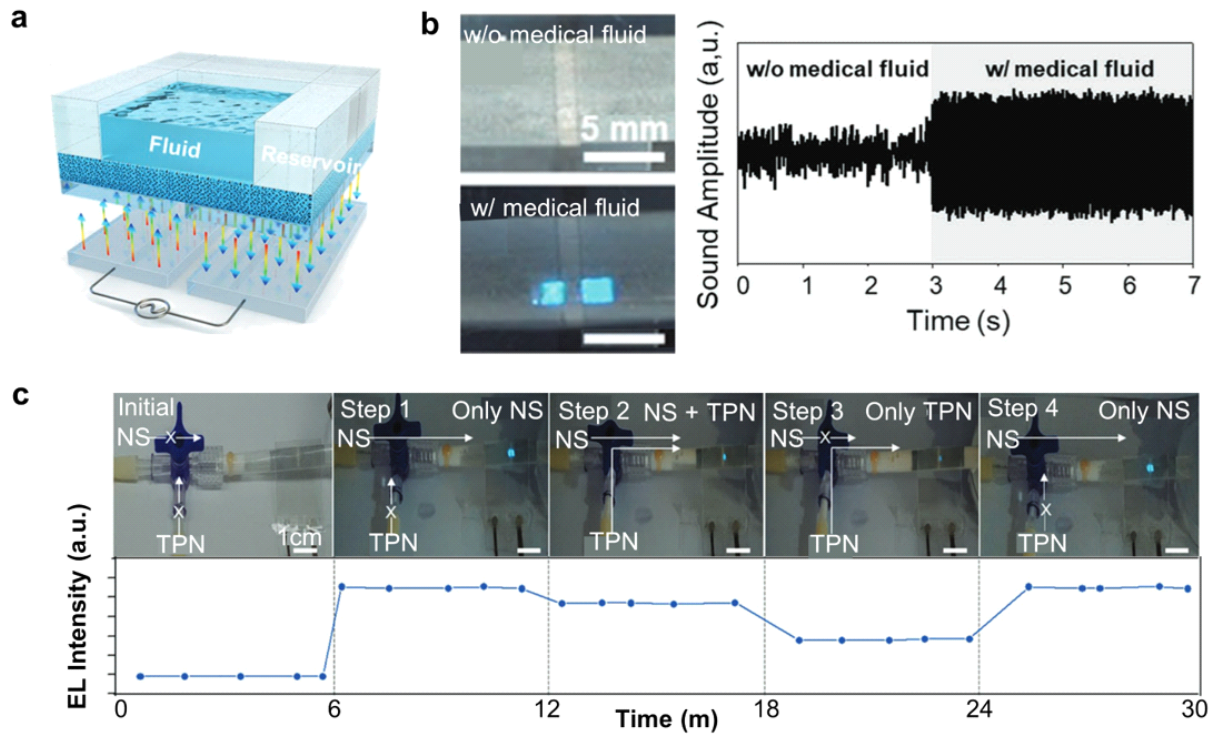 a
Fluid
Reservoir
b
w/o medical fluid
5 mm
w/ medical fluid
Sound Amplitude (a,u.)
w/o medical fluid
w/ medical fluid
0 1 2 3 4 5 6 7
Time (s)
c
Initial
NS
X
X
TPN
1cm
Step 1
Only NS
NS
X
TPN
Step 2
NS + TPN
NS
TPN
Step 3
Only TPN
NS
X
TPN
Step 4
Only NS
NS
X
TPN
EL Intensity (a.u.)
0 6 12 18 24 30
Time (m)